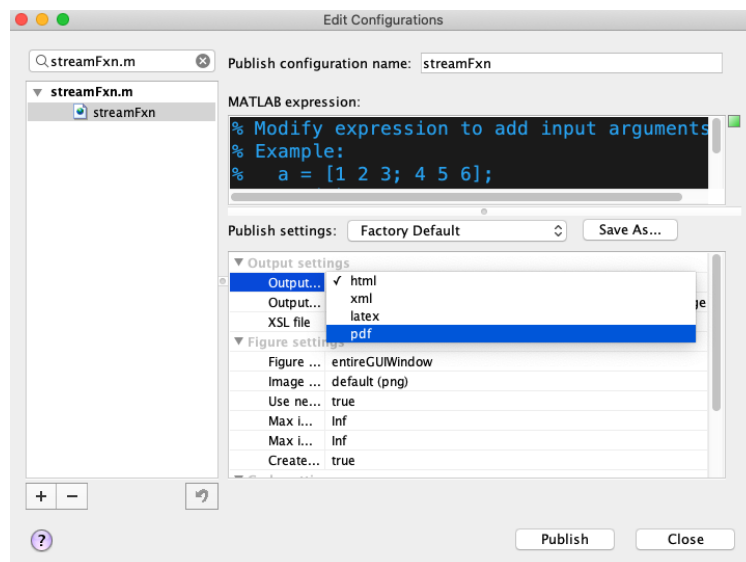 Edit Configurations
streamFxn.m
Publish configuration name: streamFxn
streamFxn.m
streamFxn
MATLAB expression:
% Modify expression to add input arguments
% Example:
%   a = [1 2 3; 4 5 6];
Publish settings: Factory Default Save As...
Output settings
Output... ✓ html
xml
Output...
latex
XSL file
pdf
Figure settings
Figure ... entireGUIWindow
Image ... default (png)
Use ne... true
Max i... Inf
Max i... Inf
Create... true
+ −
? Publish Close